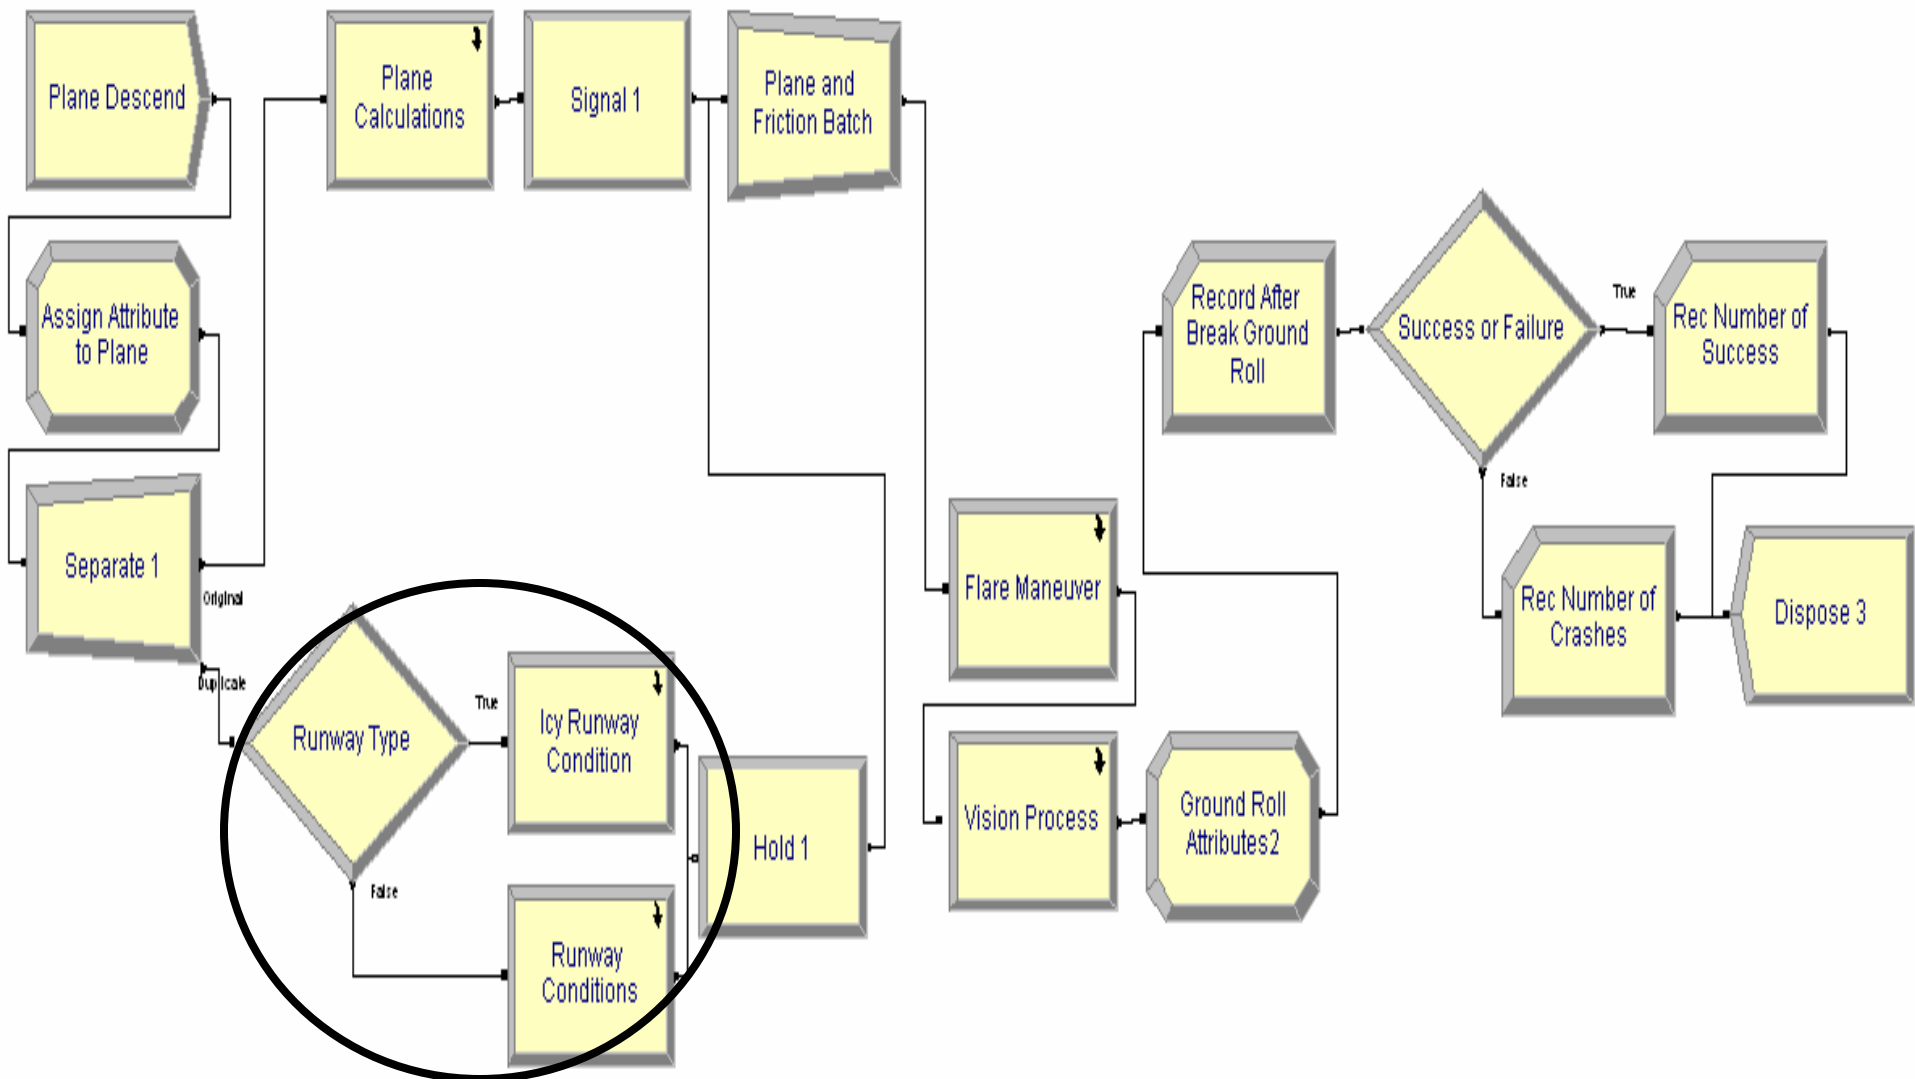 Plane Descend
Plane
Calculations
Signal 1
Plane and
Friction Batch
Assign Attribute
to Plane
Separate 1
Original
Duplicate
Runway Type
True
False
Icy Runway
Condition
Runway
Conditions
Hold 1
Flare Maneuver
Vision Process
Ground Roll
Attributes2
Record After
Break Ground
Roll
Success or Failure
True
False
Rec Number of
Success
Rec Number of
Crashes
Dispose 3